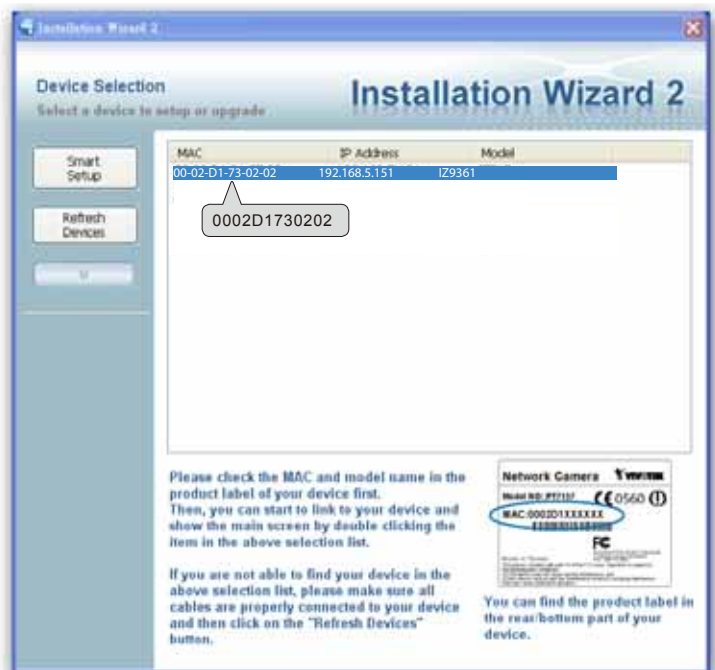 Installation Wizard 2
Device Selection
Select a device to setup or upgrade
Installation Wizard 2
Smart
Setup
Refresh
Devices
MAC IP Address Model
00-02-D1-73-02-02 192.168.5.151 IZ9361
0002D1730202
Please check the MAC and model name in the
product label of your device first.
Then, you can start to link to your device and
show the main screen by double clicking the
item in the above selection list.
If you are not able to find your device in the
above selection list, please make sure all
cables are properly connected to your device
and then click on the "Refresh Devices"
button.
Network Camera VIVOTEK
Model NO: PT7137 CE0560
MAC:0002D1XXXXXX
FC
You can find the product label in
the rear/bottom part of your
device.